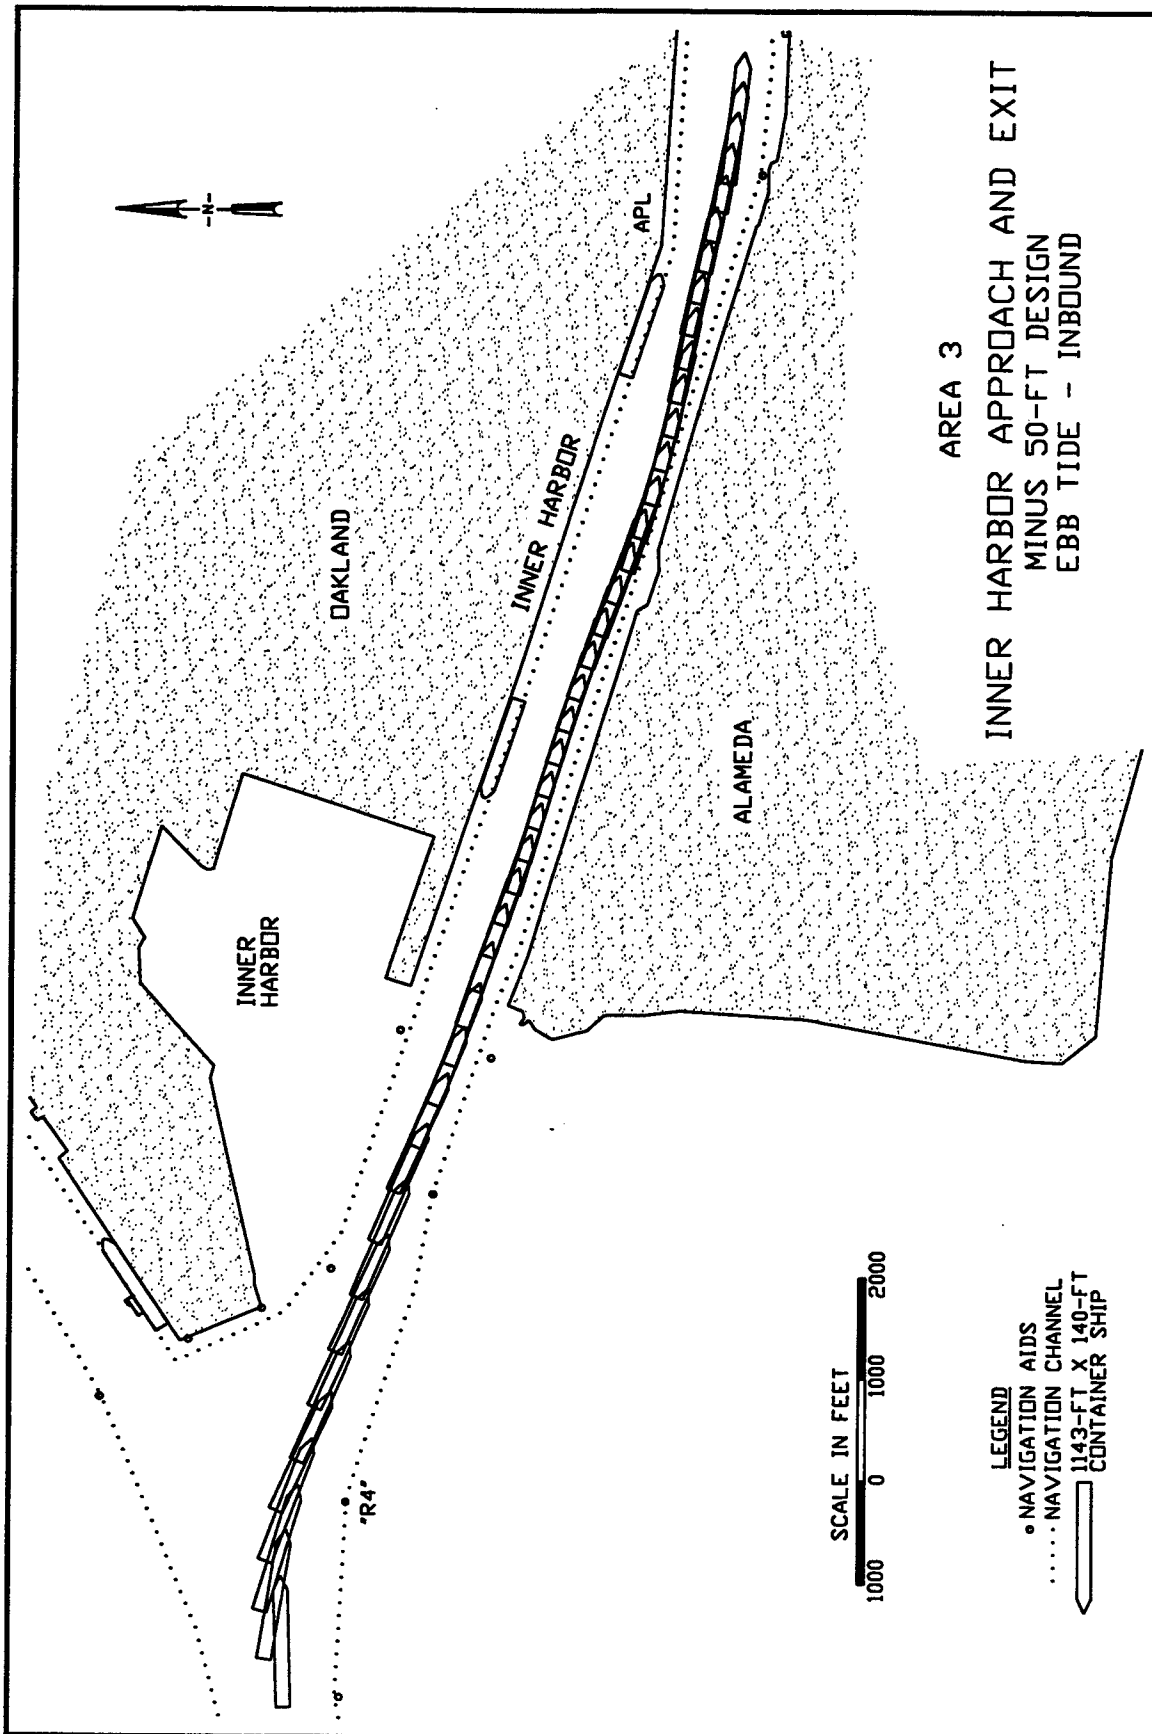 -N-
APL
OAKLAND
INNER HARBOR
INNER
HARBOR
ALAMEDA
"R4"
AREA 3
INNER HARBOR APPROACH AND EXIT
MINUS 50-FT DESIGN
EBB TIDE - INBOUND
SCALE IN FEET
1000 0 1000 2000
LEGEND
NAVIGATION AIDS
NAVIGATION CHANNEL
1143-FT X 140-FT
CONTAINER SHIP